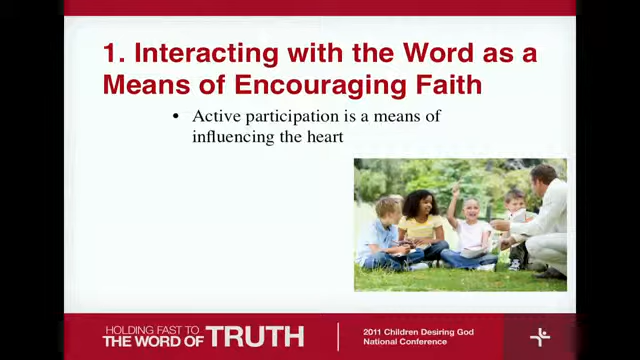 1. Interacting with the Word as a
Means of Encouraging Faith
• Active participation is a means of
influencing the heart
HOLDING FAST TO
THE WORD OF TRUTH
2011 Children Desiring God
National Conference